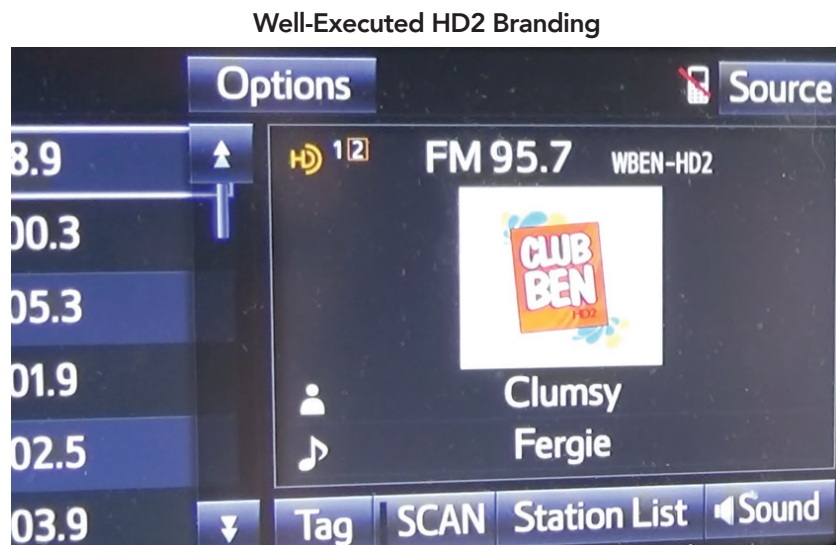 Well-Executed HD2 Branding
Options
Source
8.9
00.3
05.3
01.9
02.5
03.9
HD 1 2
FM 95.7 WBEN-HD2
CLUB
BEN
HD2
Clumsy
Fergie
Tag
SCAN
Station List
Sound